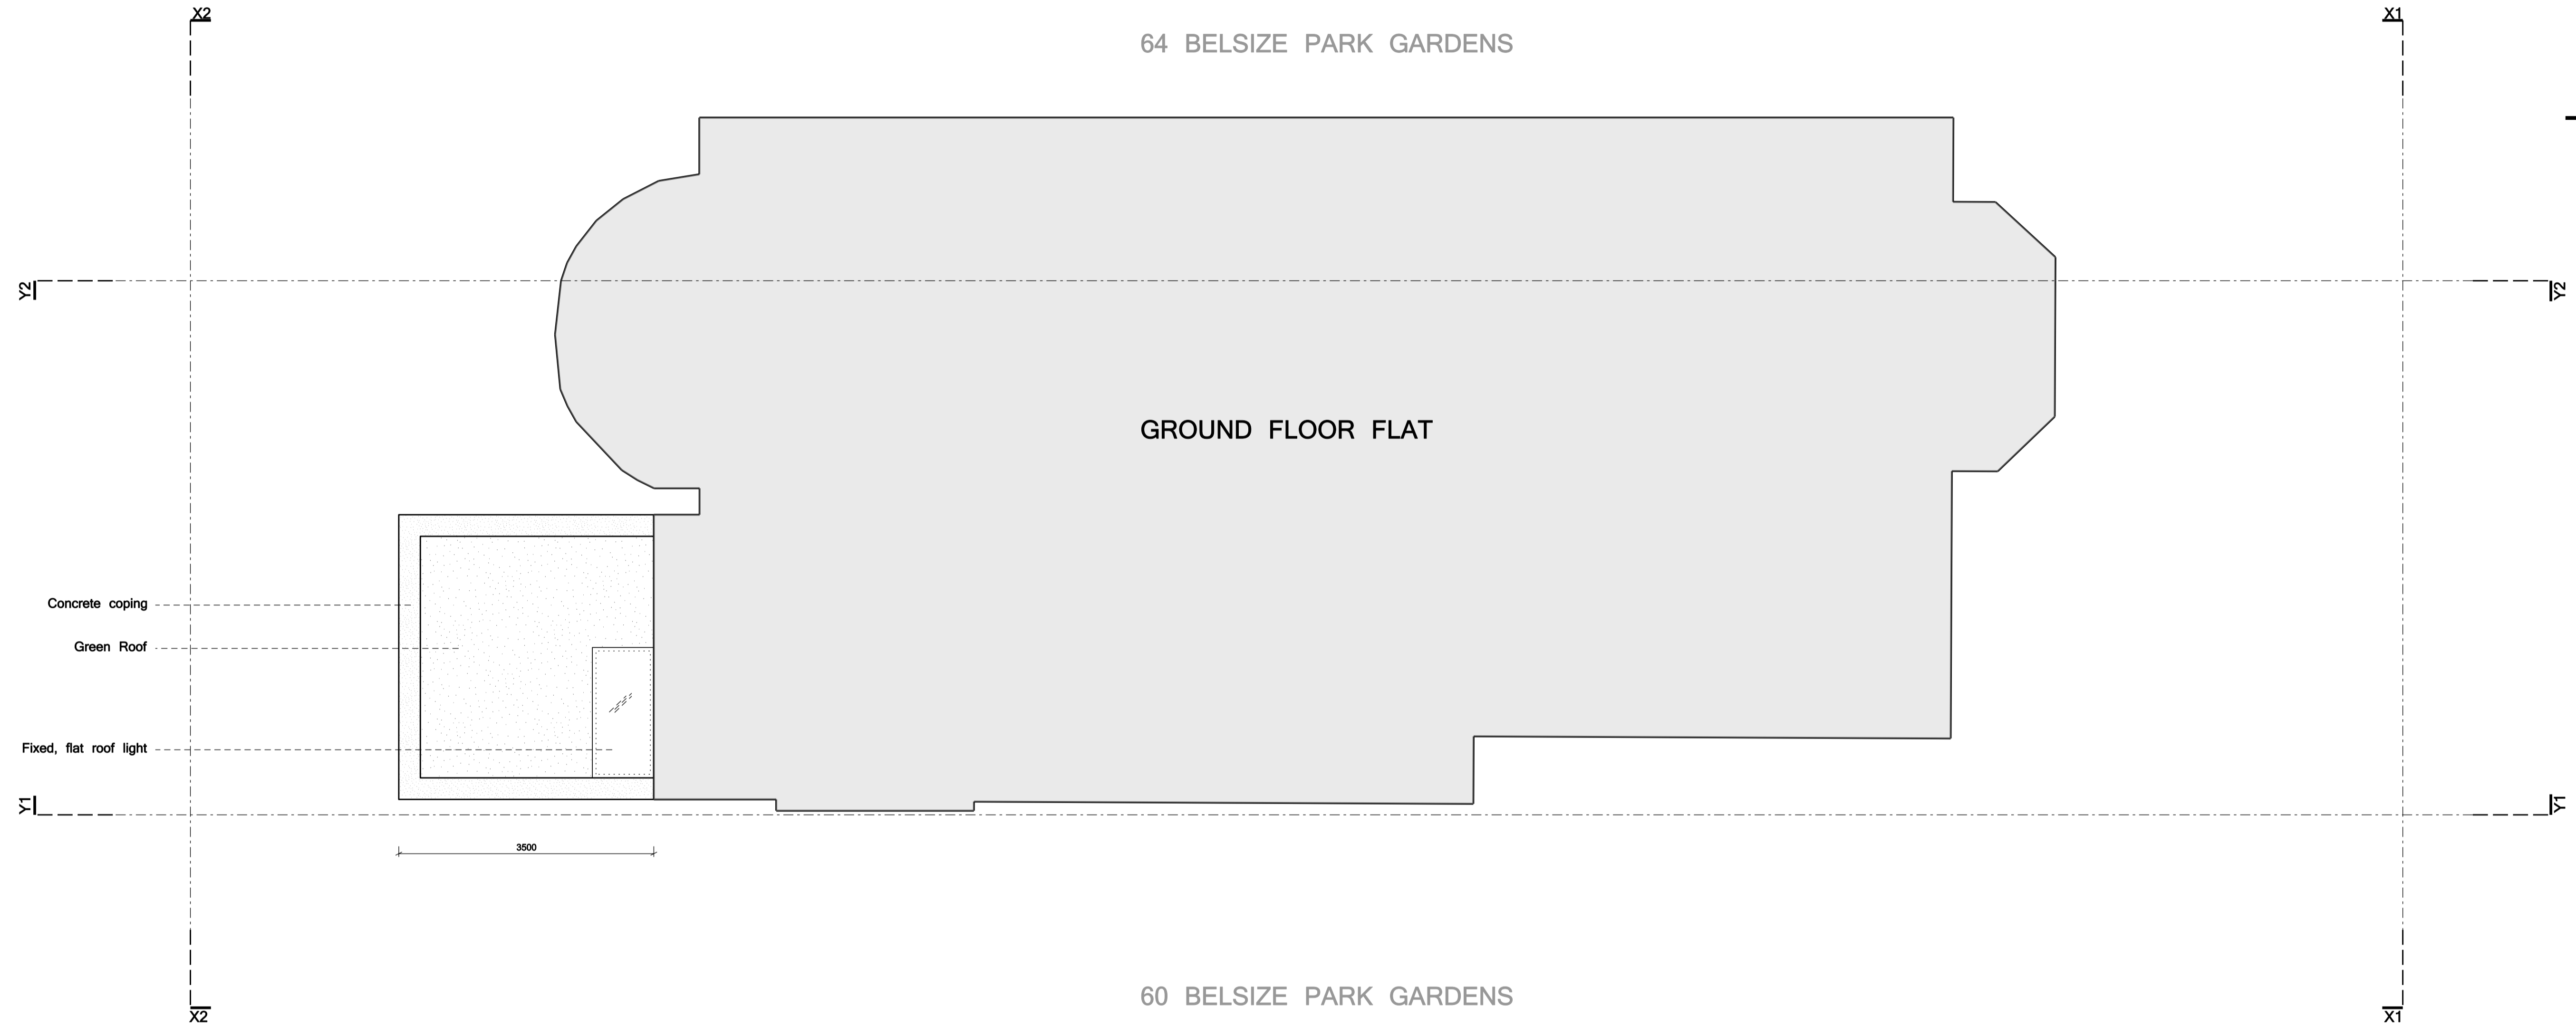 X2
X1
64 BELSIZE PARK GARDENS
Y2
Y2
GROUND FLOOR FLAT
Concrete coping
Green Roof
Fixed, flat roof light
Y1
Y1
3500
60 BELSIZE PARK GARDENS
X2
X1